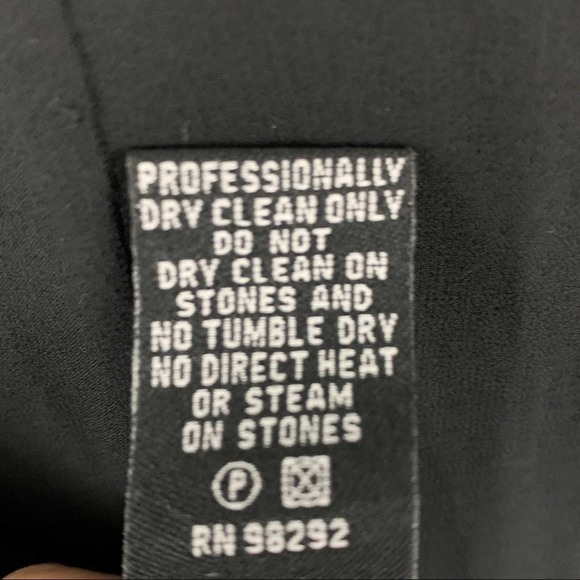 PROFESSIONALLY
DRY CLEAN ONLY
DO NOT
DRY CLEAN ON
STONES AND
NO TUMBLE DRY
NO DIRECT HEAT
OR STEAM
ON STONES
P
RN 98292